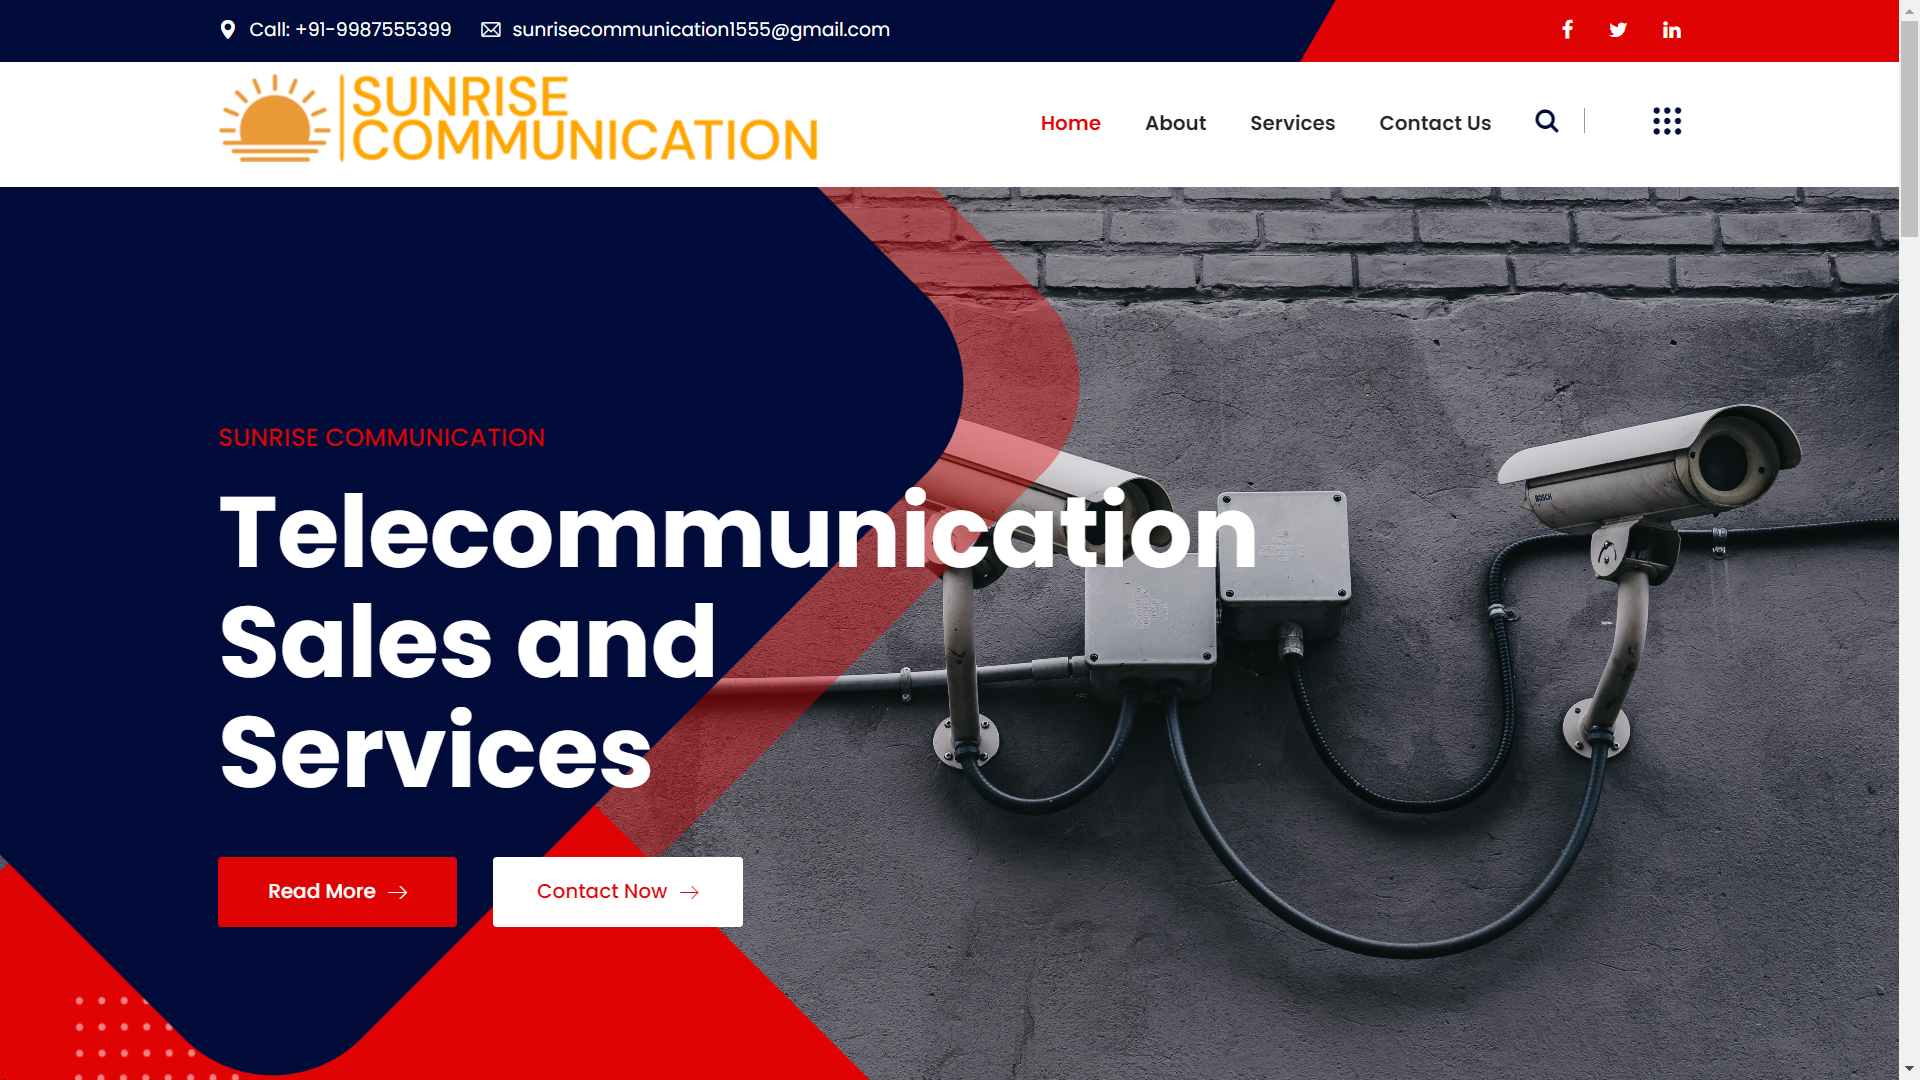 Call: +91-9987555399
sunrisecommunication1555@gmail.com
SUNRISE
COMMUNICATION
Home
About
Services
Contact Us
SUNRISE COMMUNICATION
Telecommunication
Sales and
Services
BOSCH
Read More
Contact Now